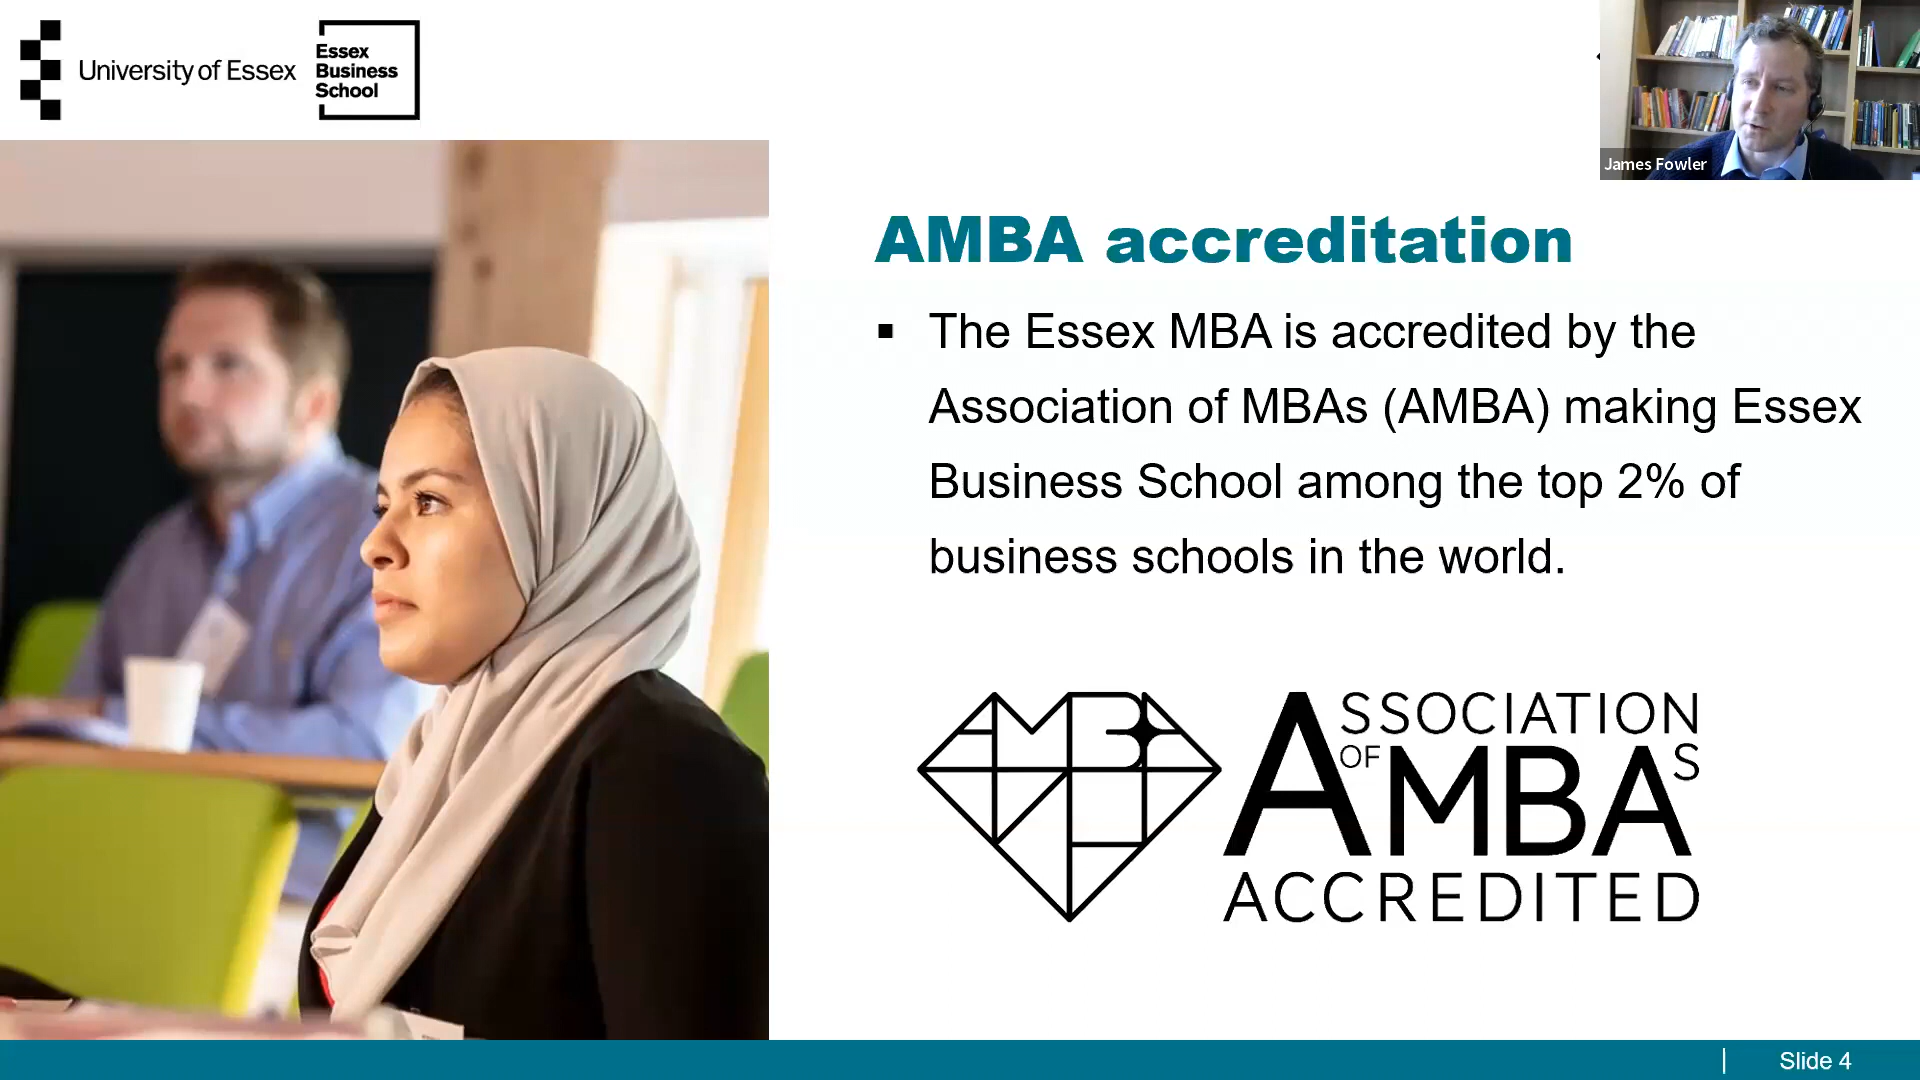 University of Essex
Essex
Business
School
James Fowler
AMBA accreditation
▪ The Essex MBA is accredited by the
Association of MBAs (AMBA) making Essex
Business School among the top 2% of
business schools in the world.
ASSOCIATION
OF MBAs
ACCREDITED
| Slide 4